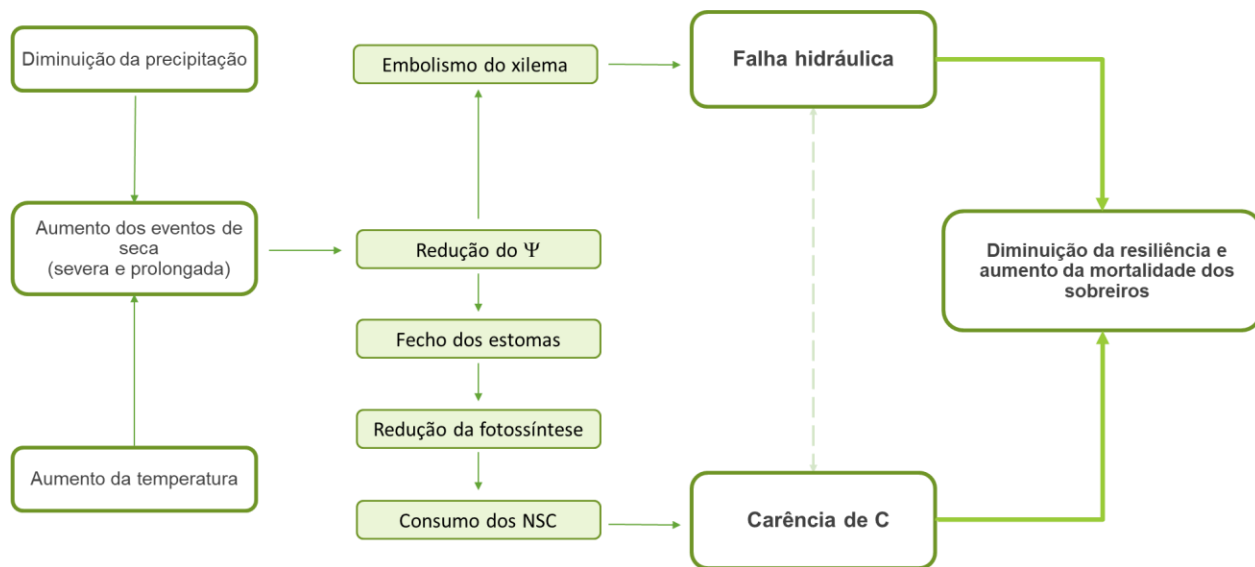 Diminuição da precipitação
Embolismo do xilema
Falha hidráulica
Aumento dos eventos de
seca
(severa e prolongada)
Redução do Ψ
Fecho dos estomas
Redução da fotossíntese
Aumento da temperatura
Consumo dos NSC
Carência de C
Diminuição da resiliência e
aumento da mortalidade dos
sobreiros